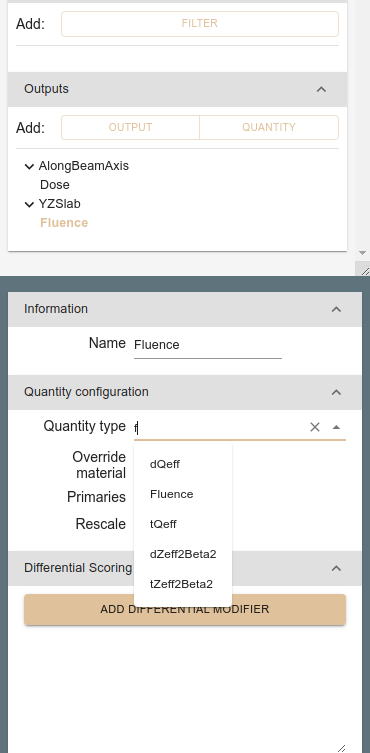 Add: FILTER
Outputs
Add: OUTPUT QUANTITY
AlongBeamAxis
Dose
YZSlab
Fluence
Information
Name Fluence
Quantity configuration
Quantity type f
Override
material
Primaries
Rescale
dQeff
Fluence
tQeff
dZeff2Beta2
tZeff2Beta2
Differential Scoring
ADD DIFFERENTIAL MODIFIER